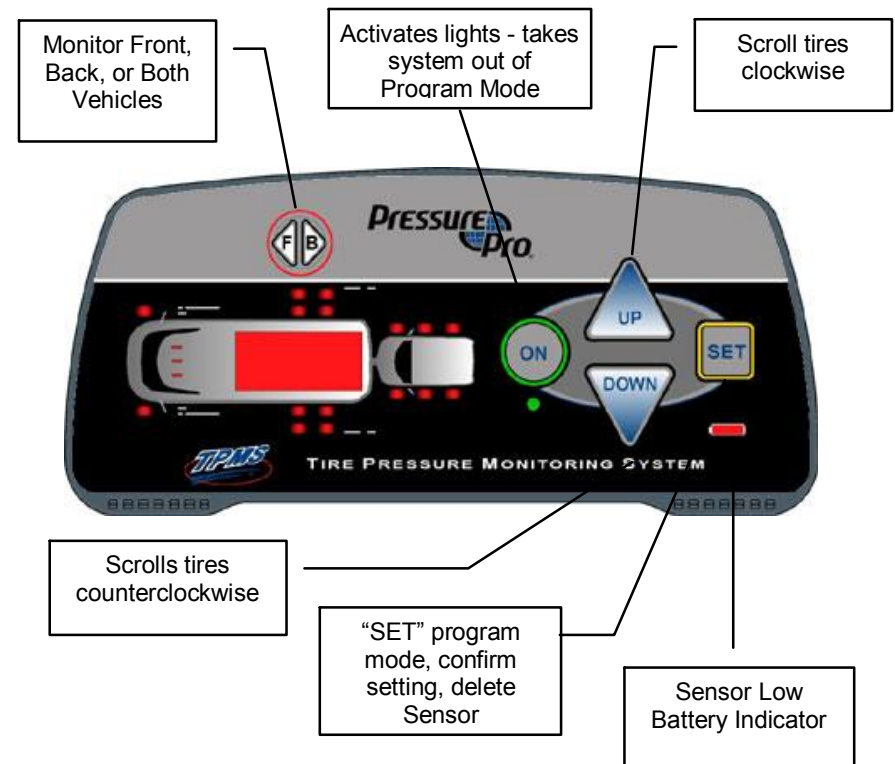 Monitor Front,
Back, or Both
Vehicles
Activates lights - takes
system out of
Program Mode
Scroll tires
clockwise
F B
Pressure
Pro
UP
ON
SET
DOWN
TPMS
TIRE PRESSURE MONITORING SYSTEM
Scrolls tires
counterclockwise
“SET” program
mode, confirm
setting, delete
Sensor
Sensor Low
Battery Indicator